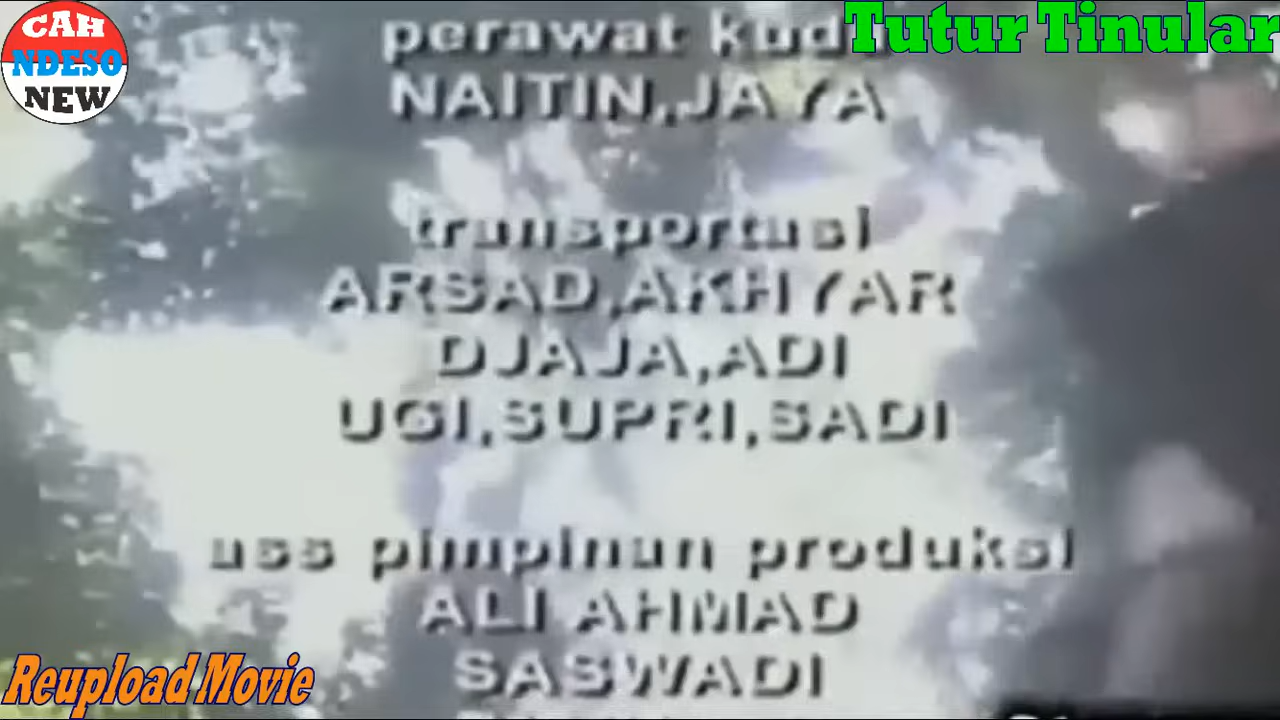 CAH
NDESO
NEW
Tutur Tinular
perawat kuda
NAITIN,JAYA
transportasi
ARSAD,AKHYAR
DJAJA,ADI
UGI,SUPRI,SADI
ass pimpinan produksi
ALI AHMAD
SASWADI
Reupload Movie